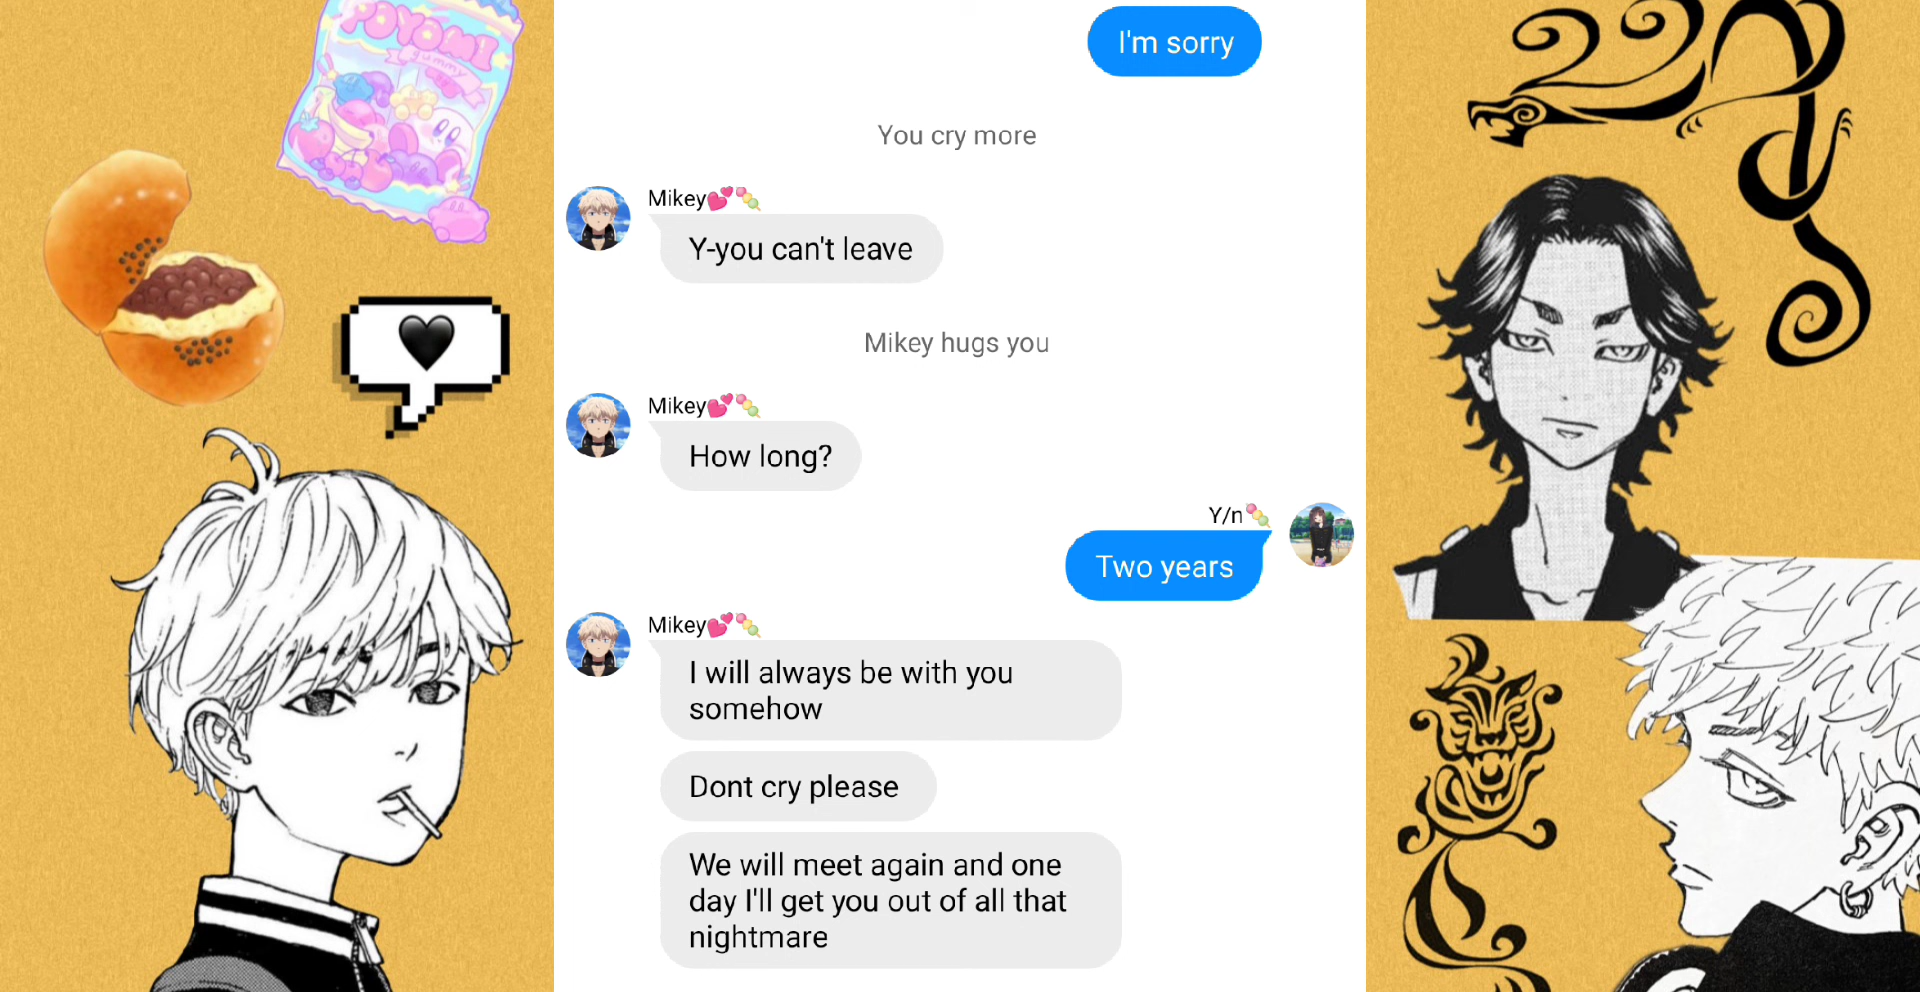 POYOMI
gummy
I'm sorry
You cry more
Mikey💕🍡
Y-you can't leave
Mikey hugs you
Mikey💕🍡
How long?
Y/n🍡
Two years
Mikey💕🍡
I will always be with you
somehow
Dont cry please
We will meet again and one
day I'll get you out of all that
nightmare